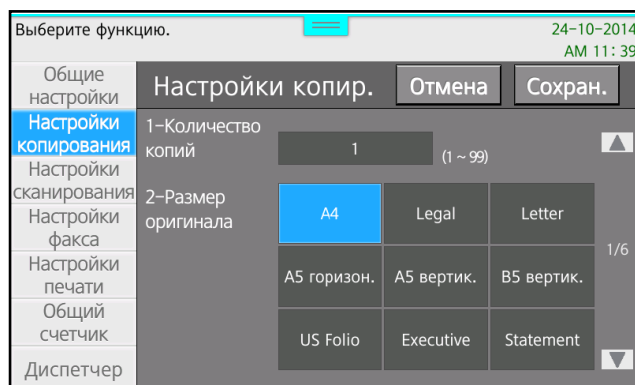 Выберите функцию.
24-10-2014
AM 11: 39
Общие
настройки
Настройки
копирования
Настройки
сканирования
Настройки
факса
Настройки
печати
Общий
счетчик
Диспетчер
Настройки копир.
Отмена
Сохран.
1-Количество
копий
1
(1 ~ 99)
2-Размер
оригинала
A4
Legal
Letter
A5 горизон.
A5 вертик.
B5 вертик.
US Folio
Executive
Statement
1/6